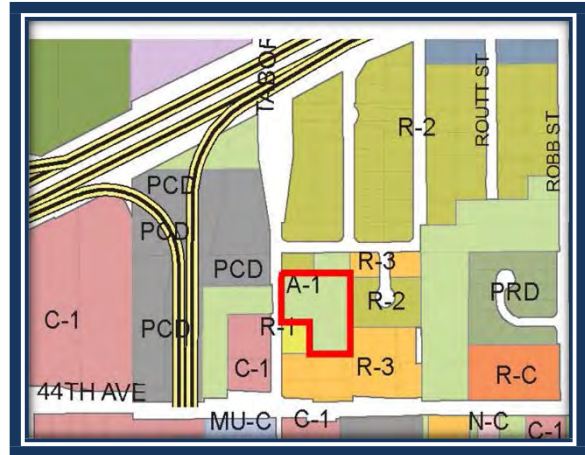 TABOR
ROUTT ST
ROBB ST
R-2
PCD
PCD
PCD
R-3
A-1
R-2
PRD
C-1
PCD
R-1
C-1
R-3
R-C
44TH AVE
MU-C
C-1
N-C
C-1